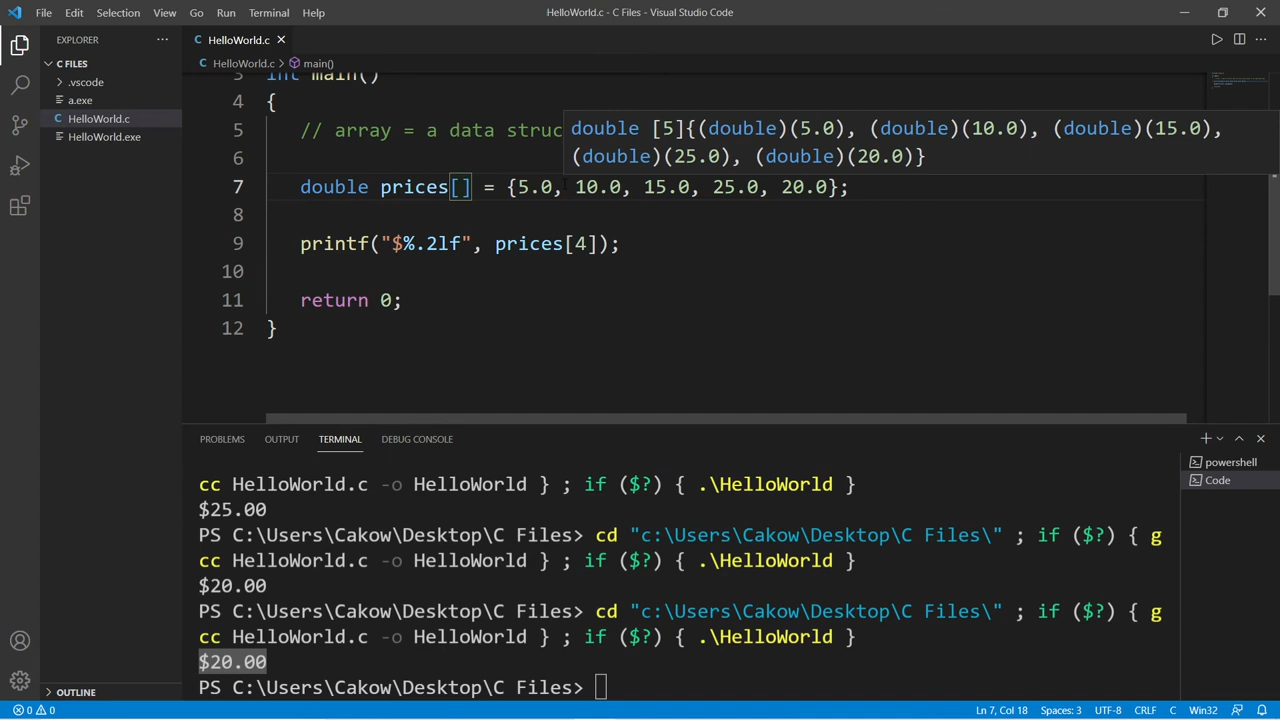 File Edit Selection View Go Run Terminal Help
HelloWorld.c - C Files - Visual Studio Code
EXPLORER
C FILES
.vscode
a.exe
C HelloWorld.c
HelloWorld.exe
OUTLINE
C HelloWorld.c
C HelloWorld.c > main()
3 int main()
4 {
5 // array = a data struc
double [5]{(double)(5.0), (double)(10.0), (double)(15.0),
(double)(25.0), (double)(20.0)}
6
7 double prices[] = {5.0, 10.0, 15.0, 25.0, 20.0};
8
9 printf("$%.2lf", prices[4]);
10
11 return 0;
12 }
PROBLEMS OUTPUT TERMINAL DEBUG CONSOLE
powershell
Code
cc HelloWorld.c -o HelloWorld } ; if ($?) { .\HelloWorld }
$25.00
PS C:\Users\Cakow\Desktop\C Files> cd "c:\Users\Cakow\Desktop\C Files\" ; if ($?) { g
cc HelloWorld.c -o HelloWorld } ; if ($?) { .\HelloWorld }
$20.00
PS C:\Users\Cakow\Desktop\C Files> cd "c:\Users\Cakow\Desktop\C Files\" ; if ($?) { g
cc HelloWorld.c -o HelloWorld } ; if ($?) { .\HelloWorld }
$20.00
PS C:\Users\Cakow\Desktop\C Files>
0 0
Ln 7, Col 18 Spaces: 3 UTF-8 CRLF C Win32